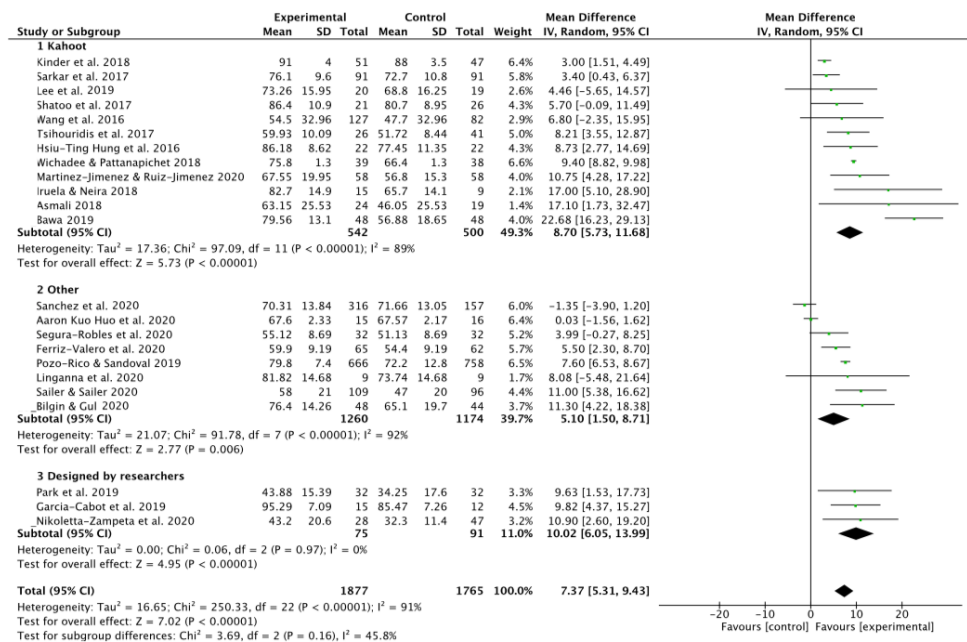 Experimental Control Mean Difference Mean Difference
Study or Subgroup Mean SD Total Mean SD Total Weight IV, Random, 95% CI IV, Random, 95% CI
1 Kahoot
Kinder et al. 2018 91 4 51 88 3.5 47 6.6% 3.00 [1.51, 4.49]
Sarkar et al. 2017 76.1 9.6 91 72.7 10.8 91 5.8% 3.40 [0.43, 6.37]
Lee et al. 2019 73.26 15.95 20 68.8 16.25 19 2.6% 4.46 [-5.65, 14.57]
Shatoo et al. 2017 86.4 10.9 21 80.7 8.95 26 4.4% 5.70 [-0.09, 11.49]
Wang et al. 2016 54.5 32.96 127 47.7 32.96 82 2.9% 6.80 [-2.35, 15.95]
Tsihouridis et al. 2017 59.93 10.09 26 51.72 8.44 41 4.9% 8.21 [3.55, 12.87]
Hsiu-Ting Hung et al. 2016 86.18 8.62 22 77.45 11.35 22 4.3% 8.73 [2.77, 14.69]
Wichadee & Pattanapichet 2018 75.8 1.3 39 66.4 1.3 38 6.8% 9.40 [8.82, 9.98]
Martinez-Jimenez & Ruiz-Jimenez 2020 67.55 19.95 58 56.8 15.3 58 4.1% 10.75 [4.28, 17.22]
Iruela & Neira 2018 82.7 14.9 15 65.7 14.1 9 2.1% 17.00 [5.10, 28.90]
Asmali 2018 63.15 25.53 24 46.05 25.53 19 1.4% 17.10 [1.73, 32.47]
Bawa 2019 79.56 13.1 48 56.88 18.65 48 4.0% 22.68 [16.23, 29.13]
Subtotal (95% CI) 542 500 49.3% 8.70 [5.73, 11.68]
Heterogeneity: Tau² = 17.36; Chi² = 97.09, df = 11 (P < 0.00001); I² = 89%
Test for overall effect: Z = 5.73 (P < 0.00001)
2 Other
Sanchez et al. 2020 70.31 13.84 316 71.66 13.05 157 6.0% -1.35 [-3.90, 1.20]
Aaron Kuo Huo et al. 2020 67.6 2.33 15 67.57 2.17 16 6.4% 0.03 [-1.56, 1.62]
Segura-Robles et al. 2020 55.12 8.69 32 51.13 8.69 32 5.2% 3.99 [-0.27, 8.25]
Ferriz-Valero et al. 2020 59.9 9.19 65 54.4 9.19 62 5.6% 5.50 [2.30, 8.70]
Pozo-Rico & Sandoval 2019 79.8 7.4 666 72.2 12.8 758 6.7% 7.60 [6.53, 8.67]
Linganna et al. 2020 81.82 14.68 9 73.74 14.68 9 1.7% 8.08 [-5.48, 21.64]
Sailer & Sailer 2020 58 21 109 47 20 96 4.5% 11.00 [5.38, 16.62]
_Bilgin & Gul 2020 76.4 14.26 48 65.1 19.7 44 3.7% 11.30 [4.22, 18.38]
Subtotal (95% CI) 1260 1174 39.7% 5.10 [1.50, 8.71]
Heterogeneity: Tau² = 21.07; Chi² = 91.78, df = 7 (P < 0.00001); I² = 92%
Test for overall effect: Z = 2.77 (P = 0.006)
3 Designed by researchers
Park et al. 2019 43.88 15.39 32 34.25 17.6 32 3.3% 9.63 [1.53, 17.73]
Garcia-Cabot et al. 2019 95.29 7.09 15 85.47 7.26 12 4.6% 9.82 [4.37, 15.27]
_Nikoletta-Zampeta et al. 2020 43.2 20.6 28 32.3 11.4 47 3.2% 10.90 [2.60, 19.20]
Subtotal (95% CI) 75 91 11.0% 10.02 [6.05, 13.99]
Heterogeneity: Tau² = 0.00; Chi² = 0.06, df = 2 (P = 0.97); I² = 0%
Test for overall effect: Z = 4.95 (P < 0.00001)
Total (95% CI) 1877 1765 100.0% 7.37 [5.31, 9.43]
Heterogeneity: Tau² = 16.65; Chi² = 250.33, df = 22 (P < 0.00001); I² = 91%
Test for overall effect: Z = 7.02 (P < 0.00001)
Test for subgroup differences: Chi² = 3.69, df = 2 (P = 0.16), I² = 45.8%
-20 -10 0 10 20
Favours [control] Favours [experimental]